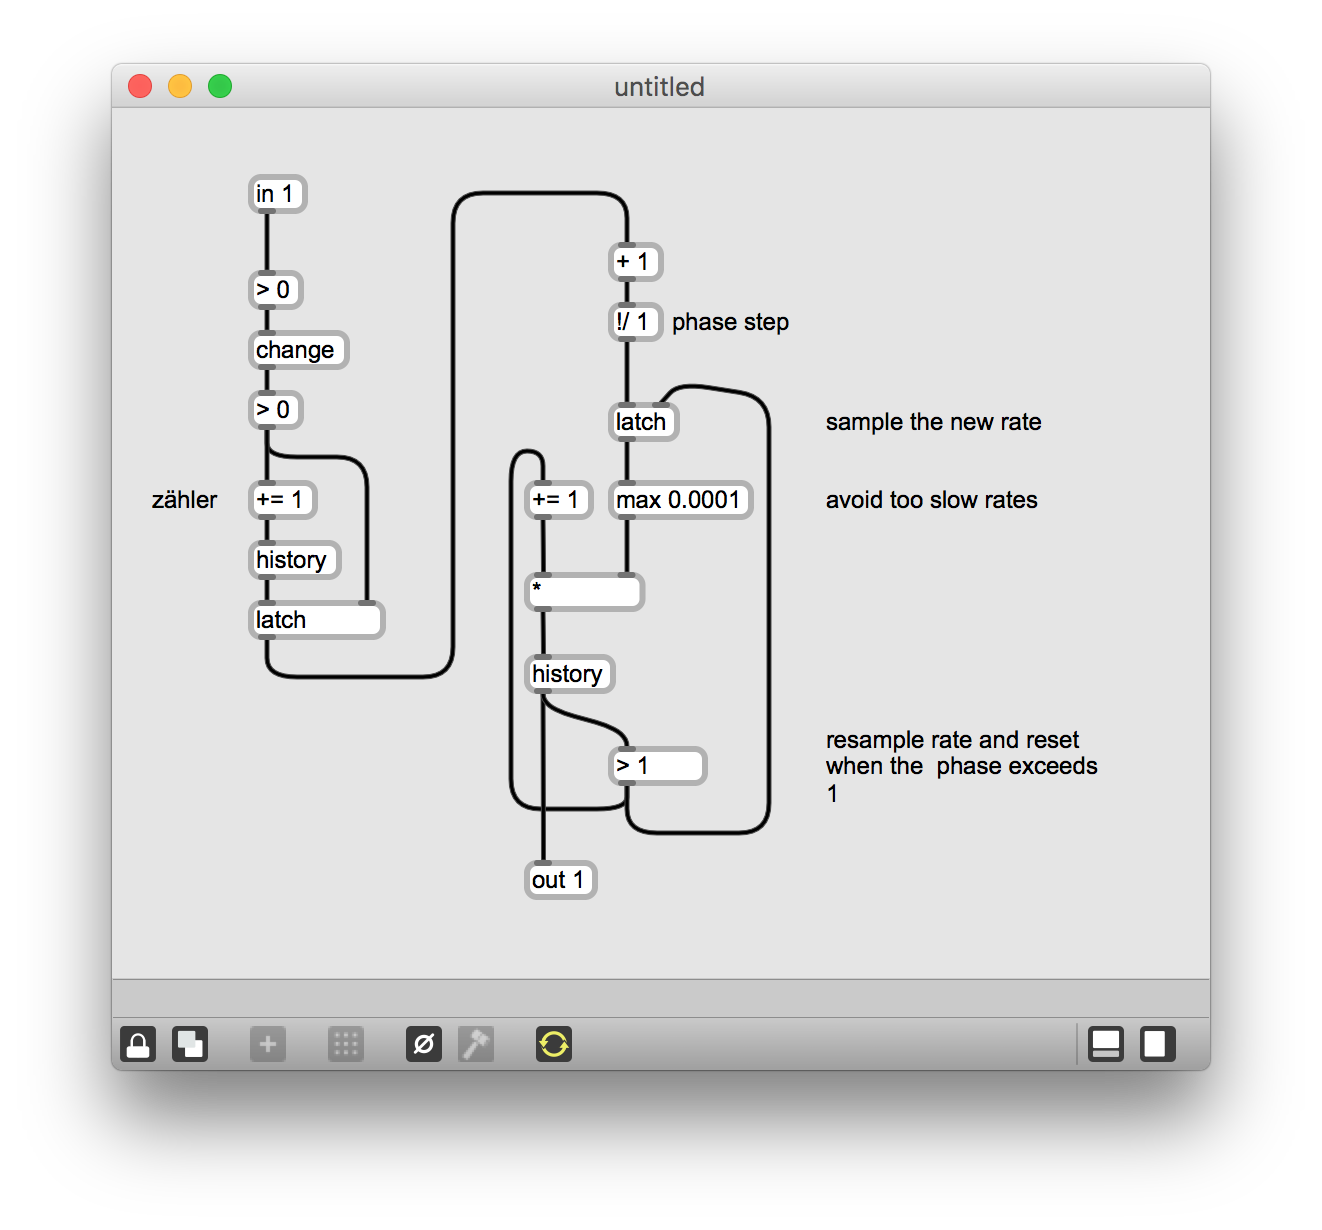 untitled
in 1
> 0
change
> 0
zähler
+= 1
history
latch
+ 1
!/ 1
phase step
latch
sample the new rate
+= 1
max 0.0001
avoid too slow rates
*
history
> 1
resample rate and reset
when the  phase exceeds
1
out 1